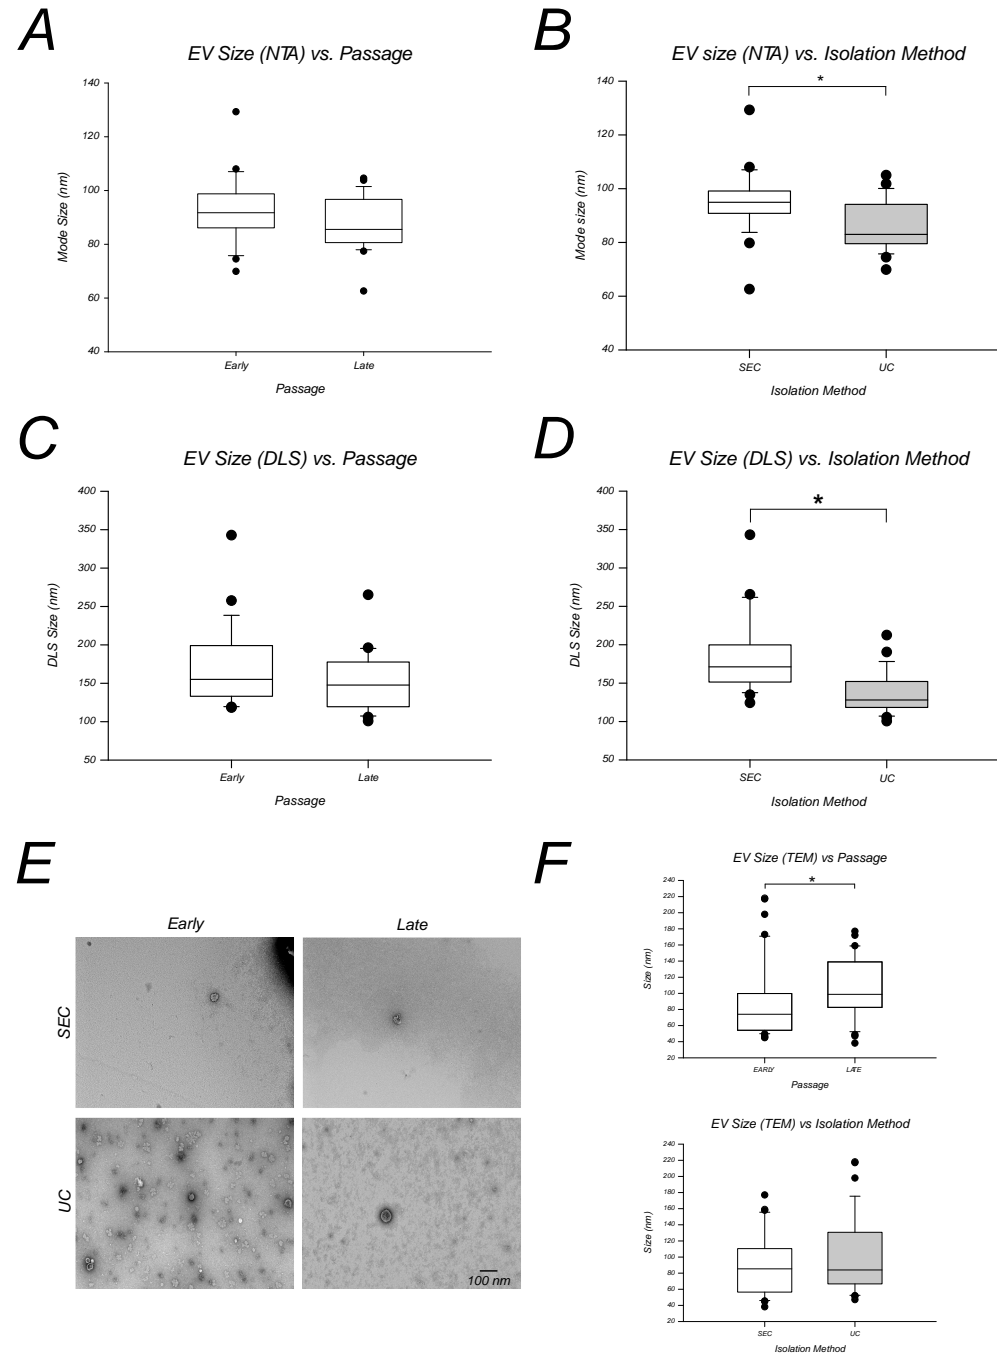 A
EV Size (NTA) vs. Passage
140
120
100
80
60
40
Mode Size (nm)
Early
Late
Passage
B
EV size (NTA) vs. Isolation Method
*
140
120
100
80
60
40
Mode size (nm)
SEC
UC
Isolation Method
C
EV Size (DLS) vs. Passage
400
350
300
250
200
150
100
50
DLS Size (nm)
Early
Late
Passage
D
EV Size (DLS) vs. Isolation Method
*
400
350
300
250
200
150
100
50
DLS Size (nm)
SEC
UC
Isolation Method
E
Early
Late
SEC
UC
100 nm
F
EV Size (TEM) vs Passage
*
240
220
200
180
160
140
120
100
80
60
40
20
Size (nm)
EARLY
LATE
Passage
EV Size (TEM) vs Isolation Method
240
220
200
180
160
140
120
100
80
60
40
20
Size (nm)
SEC
UC
Isolation Method